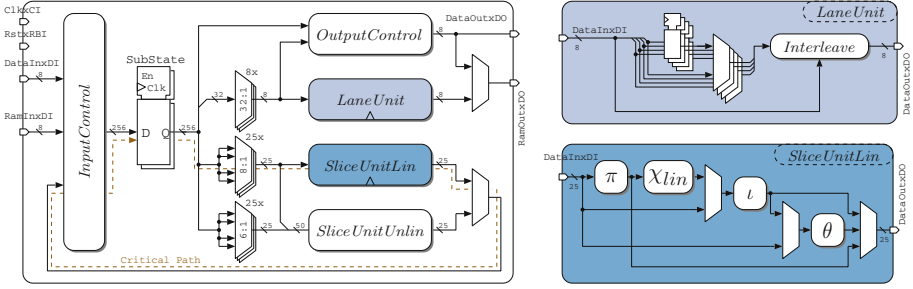 ClkxCI
RstxRBI
DataInxDI
8
RamInxDI
8
InputControl
256
SubState
En
Clk
D Q
256
32
8x
32:1
8
25x
8:1
25
25x
6:1
25
50
OutputControl
8
DataOutxDO
LaneUnit
8
RamOutxDO
SliceUnitLin
25
SliceUnitUnlin
25
Critical Path
LaneUnit
DataInxDI
8
Interleave
8
DataOutxDO
SliceUnitLin
DataInxDI
25
π
χlin
ι
θ
25
DataOutxDO